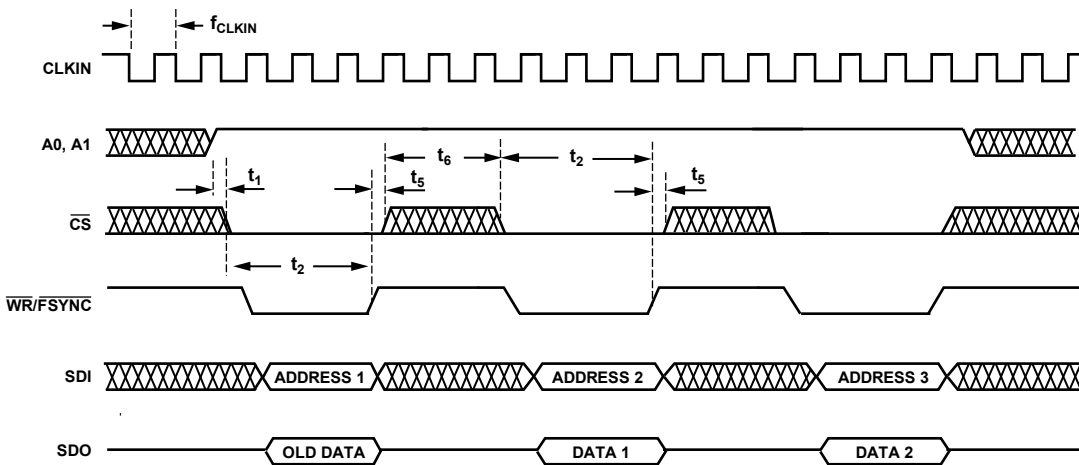 fCLKIN
CLKIN
A0, A1
t6 t2
t1 t5 t5
CS
t2
WR/FSYNC
SDI ADDRESS 1 ADDRESS 2 ADDRESS 3
SDO OLD DATA DATA 1 DATA 2